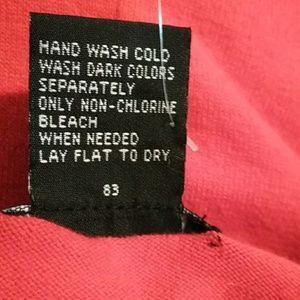 HAND WASH COLD
WASH DARK COLORS
SEPARATELY
ONLY NON-CHLORINE
BLEACH
WHEN NEEDED
LAY FLAT TO DRY
83